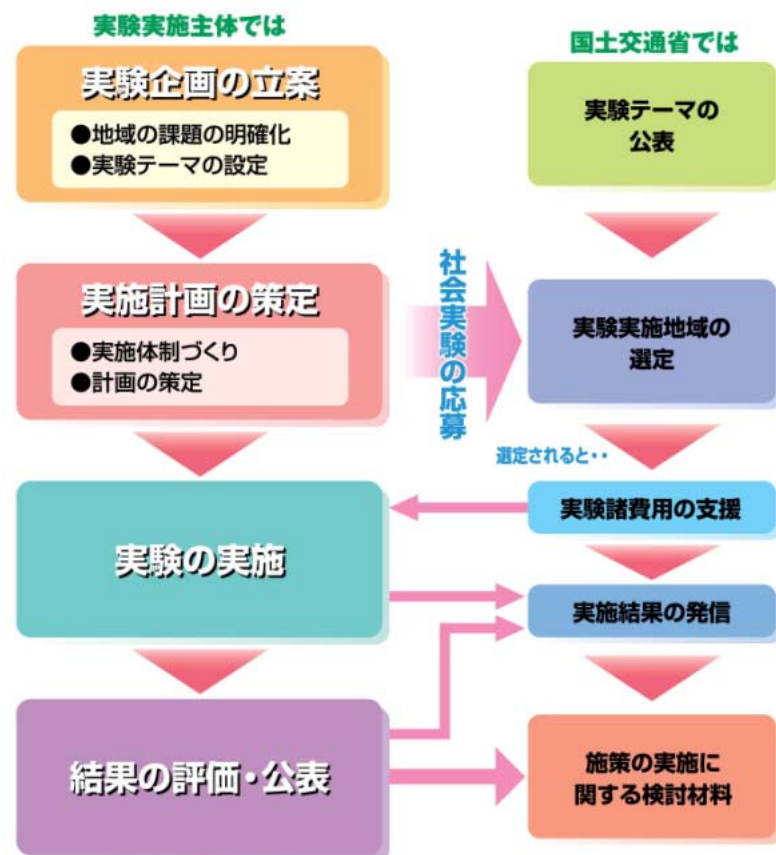 実験実施主体では
実験企画の立案
●地域の課題の明確化
●実験テーマの設定
実施計画の策定
●実施体制づくり
●計画の策定
実験の実施
結果の評価・公表
社会実験の応募
国土交通省では
実験テーマの
公表
実験実施地域の
選定
選定されると・・
実験諸費用の支援
実施結果の発信
施策の実施に
関する検討材料